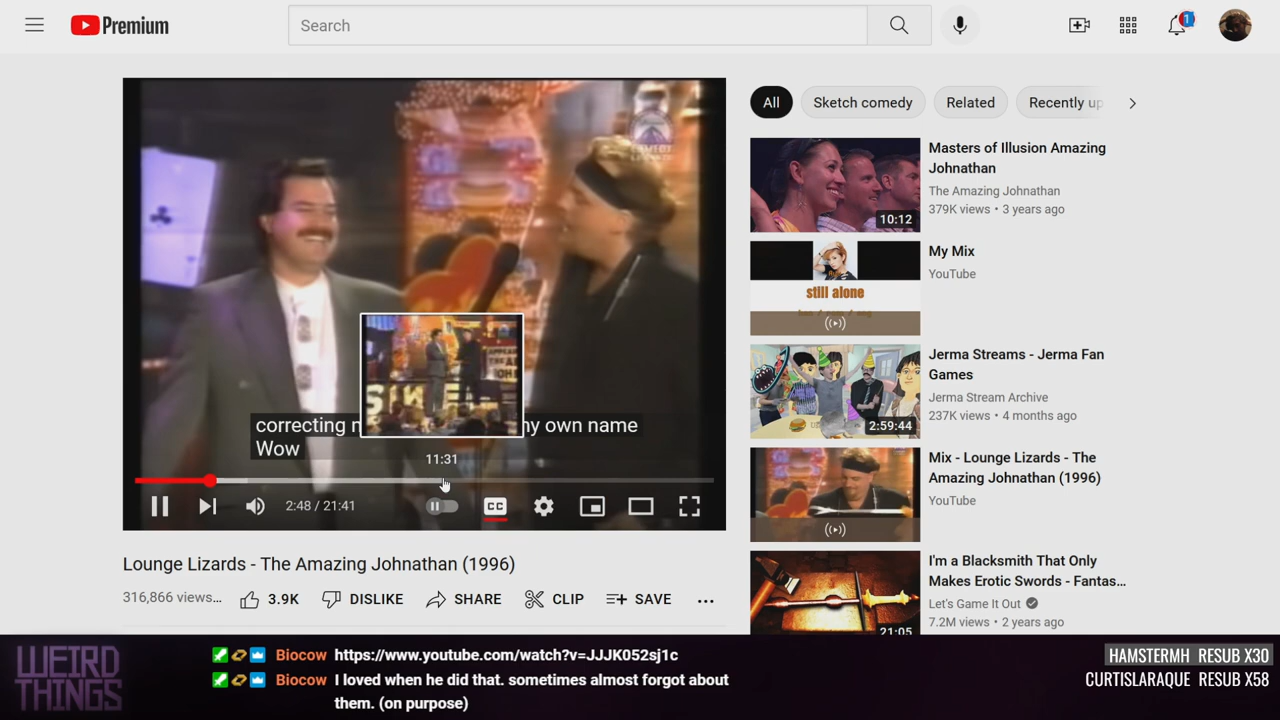 Premium
Search
1
correcting
my own name
Wow
11:31
2:48 / 21:41
CC
Lounge Lizards - The Amazing Johnathan (1996)
316,866 views...
3.9K
DISLIKE
SHARE
CLIP
SAVE
All
Sketch comedy
Related
Recently up
Masters of Illusion Amazing
Johnathan
The Amazing Johnathan
379K views • 3 years ago
10:12
My Mix
YouTube
still alone
Jerma Streams - Jerma Fan
Games
Jerma Stream Archive
237K views • 4 months ago
2:59:44
Mix - Lounge Lizards - The
Amazing Johnathan (1996)
YouTube
I'm a Blacksmith That Only
Makes Erotic Swords - Fantas...
Let's Game It Out
7.2M views • 2 years ago
21:05
WEIRD
THINGS
Biocow https://www.youtube.com/watch?v=JJJK052sj1c
Biocow I loved when he did that. sometimes almost forgot about
them. (on purpose)
HAMSTERMH RESUB X30
CURTISLARAQUE RESUB X58